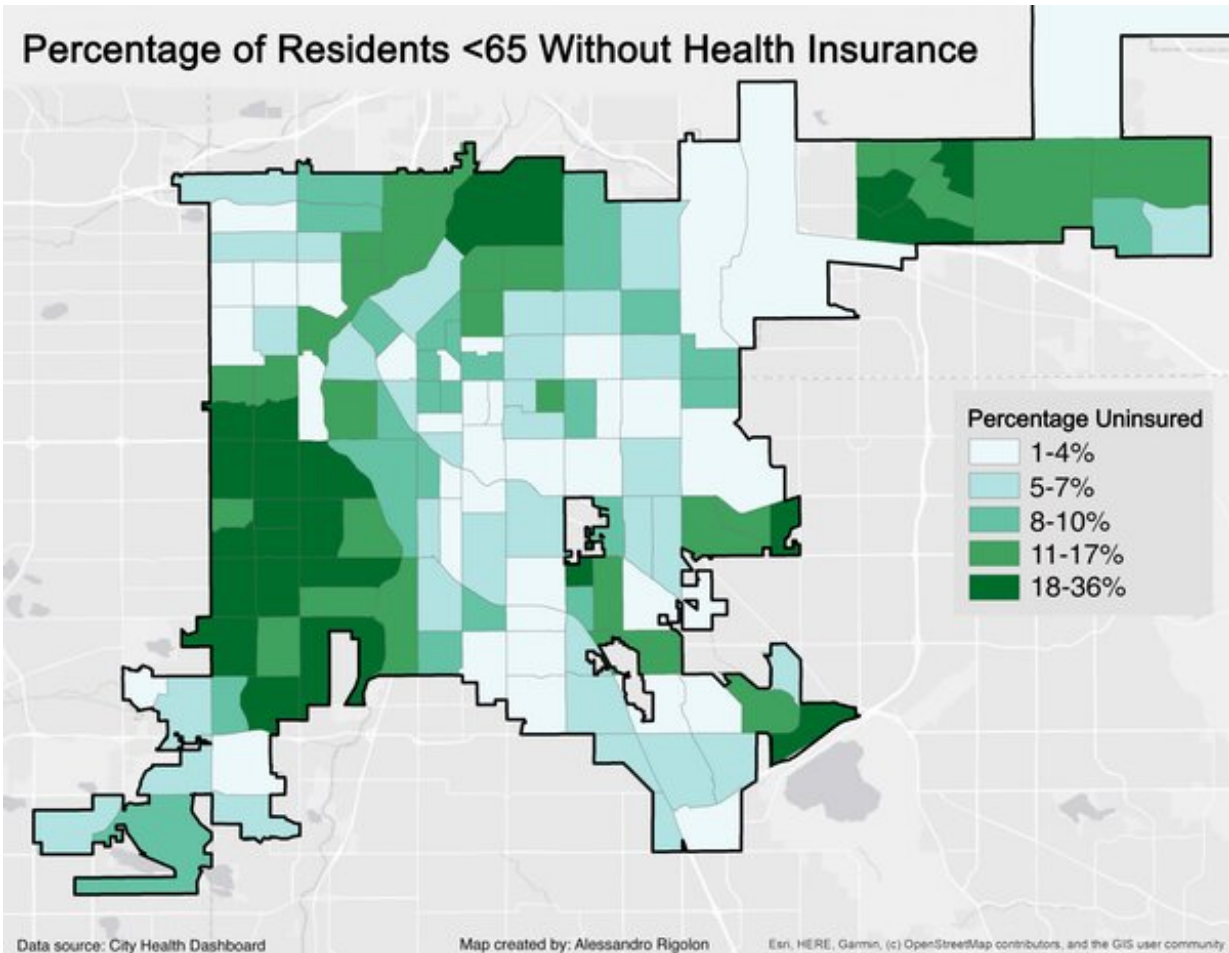 Percentage of Residents <65 Without Health Insurance
Percentage Uninsured
1-4%
5-7%
8-10%
11-17%
18-36%
Data source: City Health Dashboard
Map created by: Alessandro Rigolon
Esri, HERE, Garmin, (c) OpenStreetMap contributors, and the GIS user community